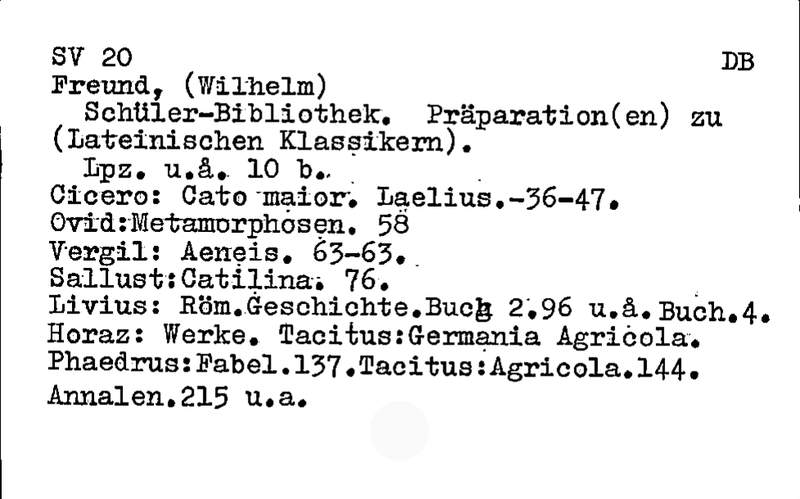 SV 20 DB
Freund, (Wilhelm)
Schüler-Bibliothek. Präparation(en) zu
(Lateinischen Klassikern).
Lpz. u.å. 10 b.
Cicero: Cato maior. Laelius.-36-47.
Ovid:Metamorphosen. 58
Vergil: Aeneis. 63-63.
Sallust:Catilina. 76.
Livius: Röm.Geschichte.Buch 2.96 u.å. Buch.4.
Horaz: Werke. Tacitus:Germania Agricola.
Phaedrus:Fabel.137.Tacitus:Agricola.144.
Annalen.215 u.a.